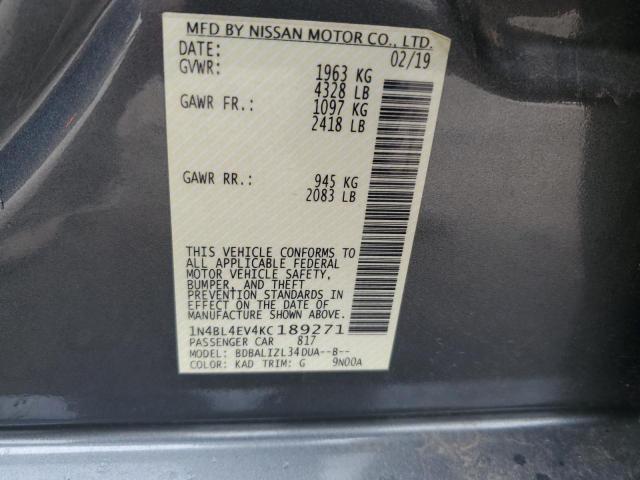 MFD BY NISSAN MOTOR CO., LTD.
DATE: 02/19
GVWR: 1963 KG
4328 LB
GAWR FR.: 1097 KG
2418 LB
GAWR RR.: 945 KG
2083 LB
THIS VEHICLE CONFORMS TO
ALL APPLICABLE FEDERAL
MOTOR VEHICLE SAFETY,
BUMPER, AND THEFT
PREVENTION STANDARDS IN
EFFECT ON THE DATE OF
MANUFACTURE SHOWN ABOVE.
1N4BL4EV4KC189271
PASSENGER CAR 817
MODEL: BDBALIZL34DUA--B--
COLOR: KAD TRIM: G 9N00A